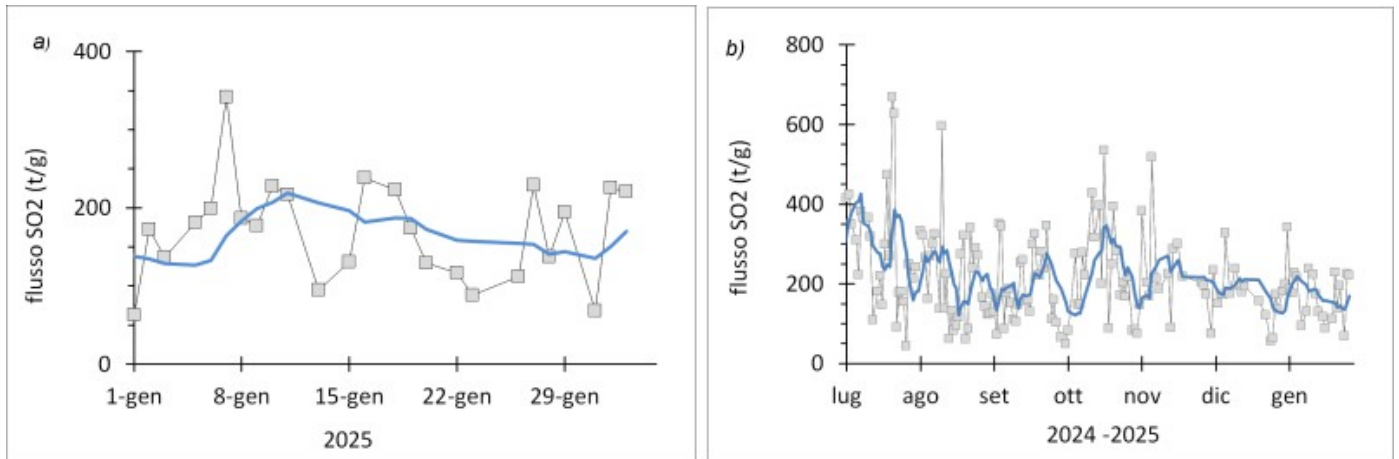 a)
flusso SO2 (t/g)
400
200
0
1-gen 8-gen 15-gen 22-gen 29-gen
2025
b)
flusso SO2 (t/g)
800
600
400
200
0
lug ago set ott nov dic gen
2024 -2025